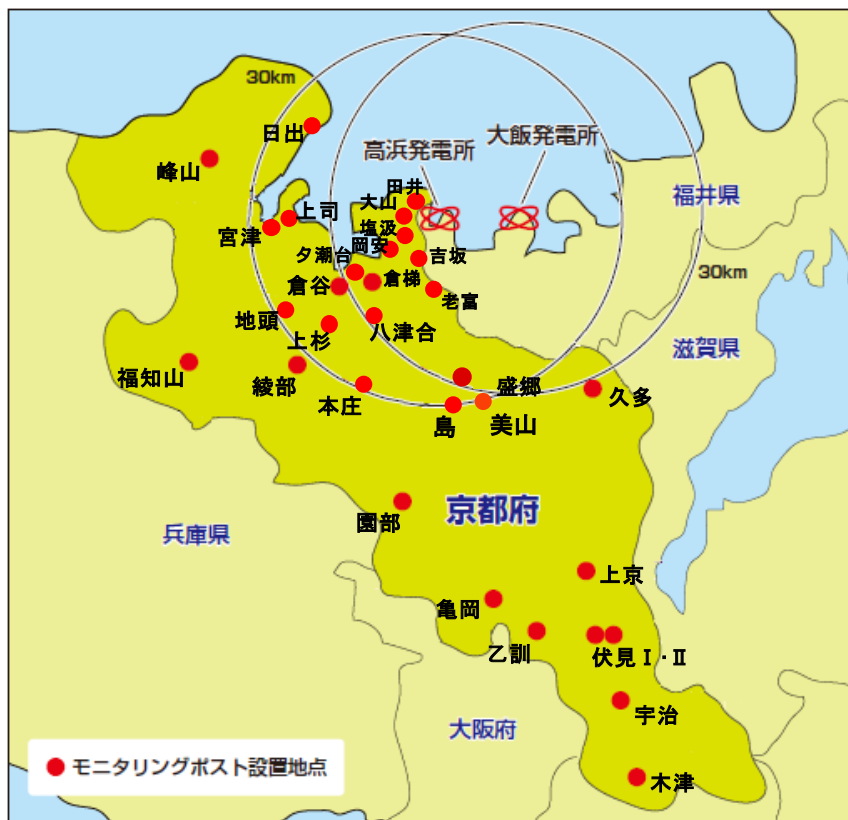 30km
日出
峰山
高浜発電所
大飯発電所
田井
大山
塩汲
福井県
上司
宮津
岡安
夕潮台
吉坂
30km
倉谷
倉梯
老富
地頭
上杉
八津合
滋賀県
福知山
綾部
本庄
盛郷
久多
島
美山
園部
京都府
兵庫県
上京
亀岡
乙訓
伏見Ⅰ・Ⅱ
宇治
大阪府
モニタリングポスト設置地点
木津